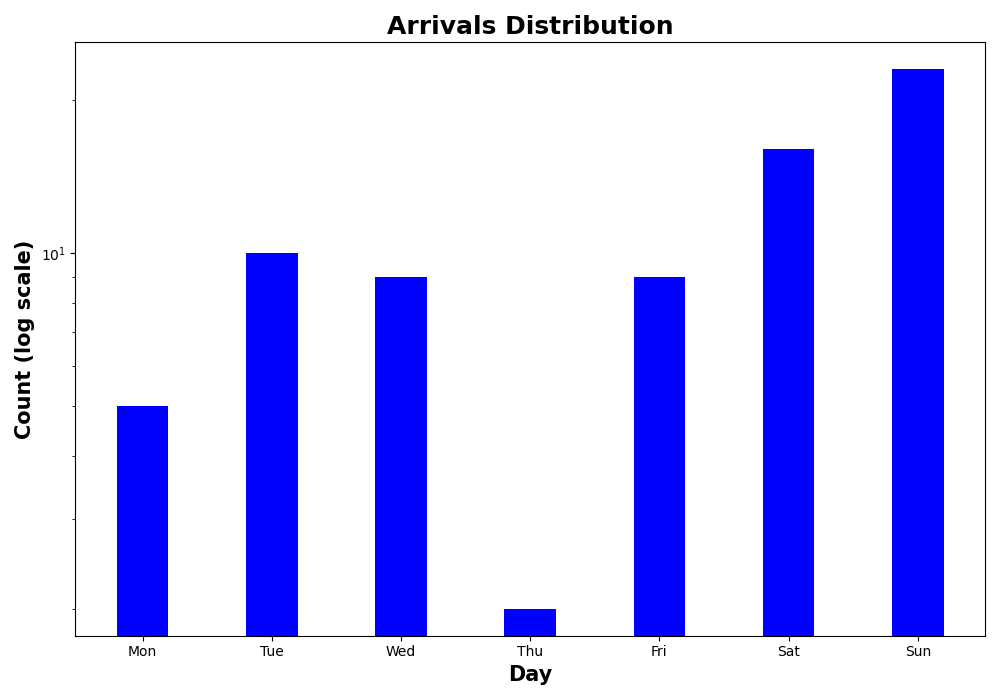 Arrivals Distribution
Count (log scale)
10¹
Mon Tue Wed Thu Fri Sat Sun
Day